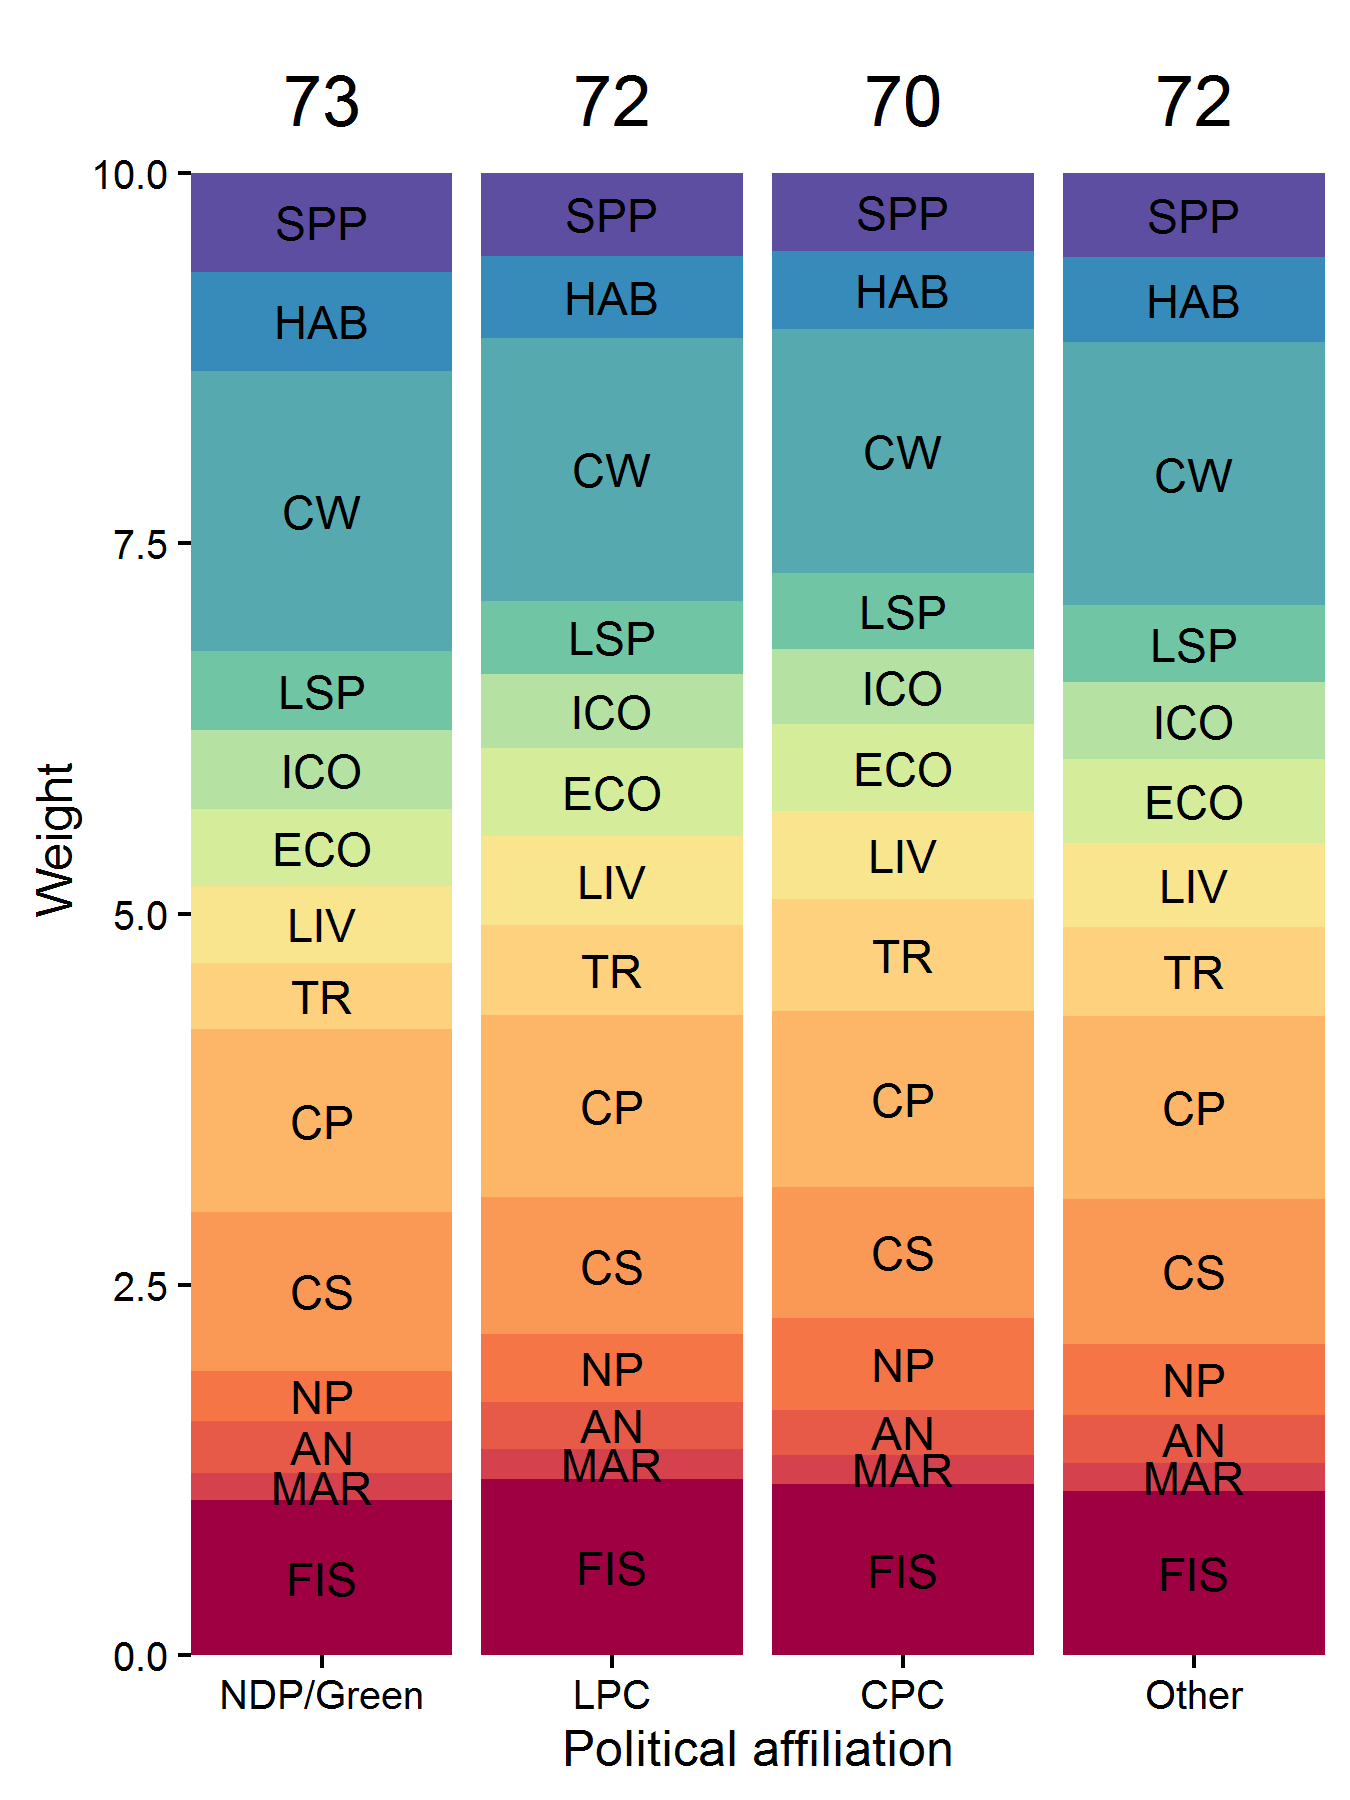 73 72 70 72
10.0
7.5
5.0
2.5
0.0
Weight
SPP SPP SPP SPP
HAB HAB HAB HAB
CW CW CW CW
LSP LSP LSP LSP
ICO ICO ICO ICO
ECO ECO ECO ECO
LIV LIV LIV LIV
TR TR TR TR
CP CP CP CP
CS CS CS CS
NP NP NP NP
AN AN AN AN
MAR MAR MAR MAR
FIS FIS FIS FIS
NDP/Green LPC CPC Other
Political affiliation